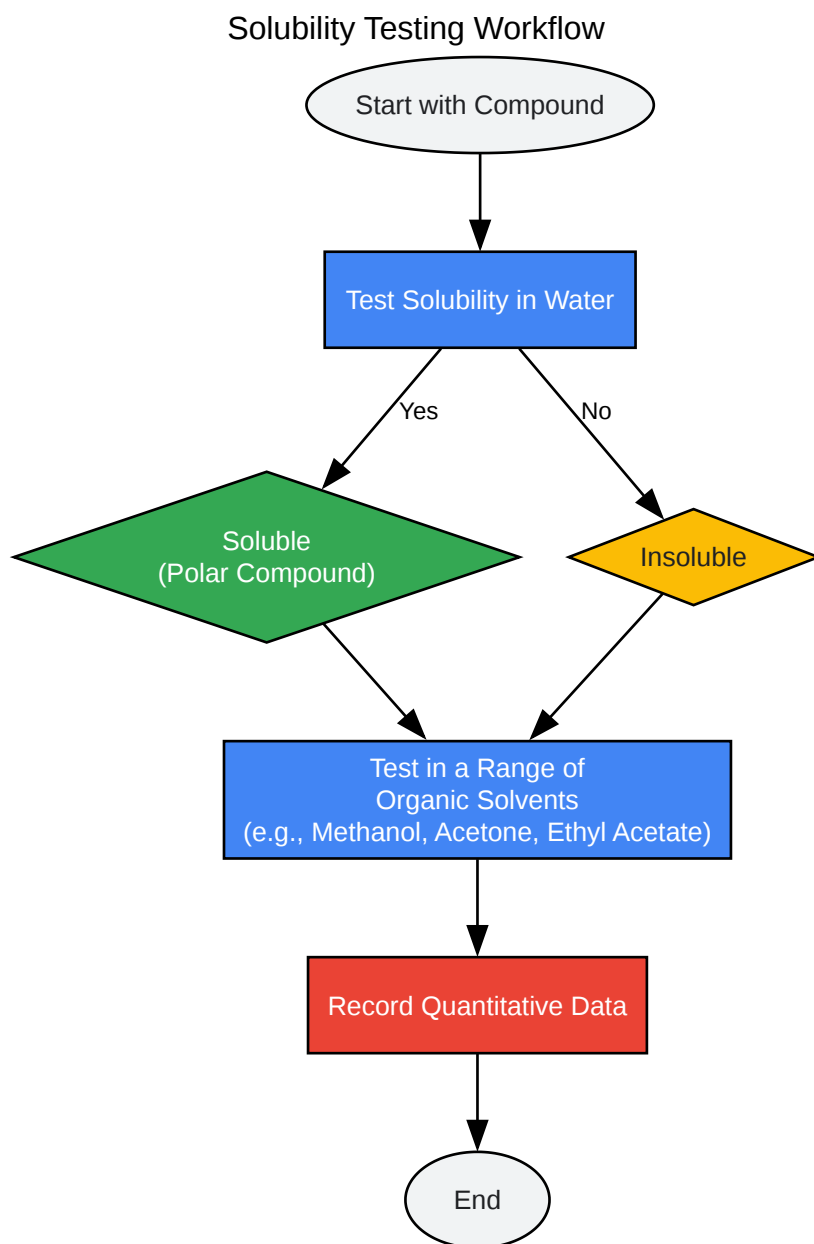 Solubility Testing Workflow
Start with Compound
Test Solubility in Water
Yes
No
Soluble
(Polar Compound)
Insoluble
Test in a Range of
Organic Solvents
(e.g., Methanol, Acetone, Ethyl Acetate)
Record Quantitative Data
End